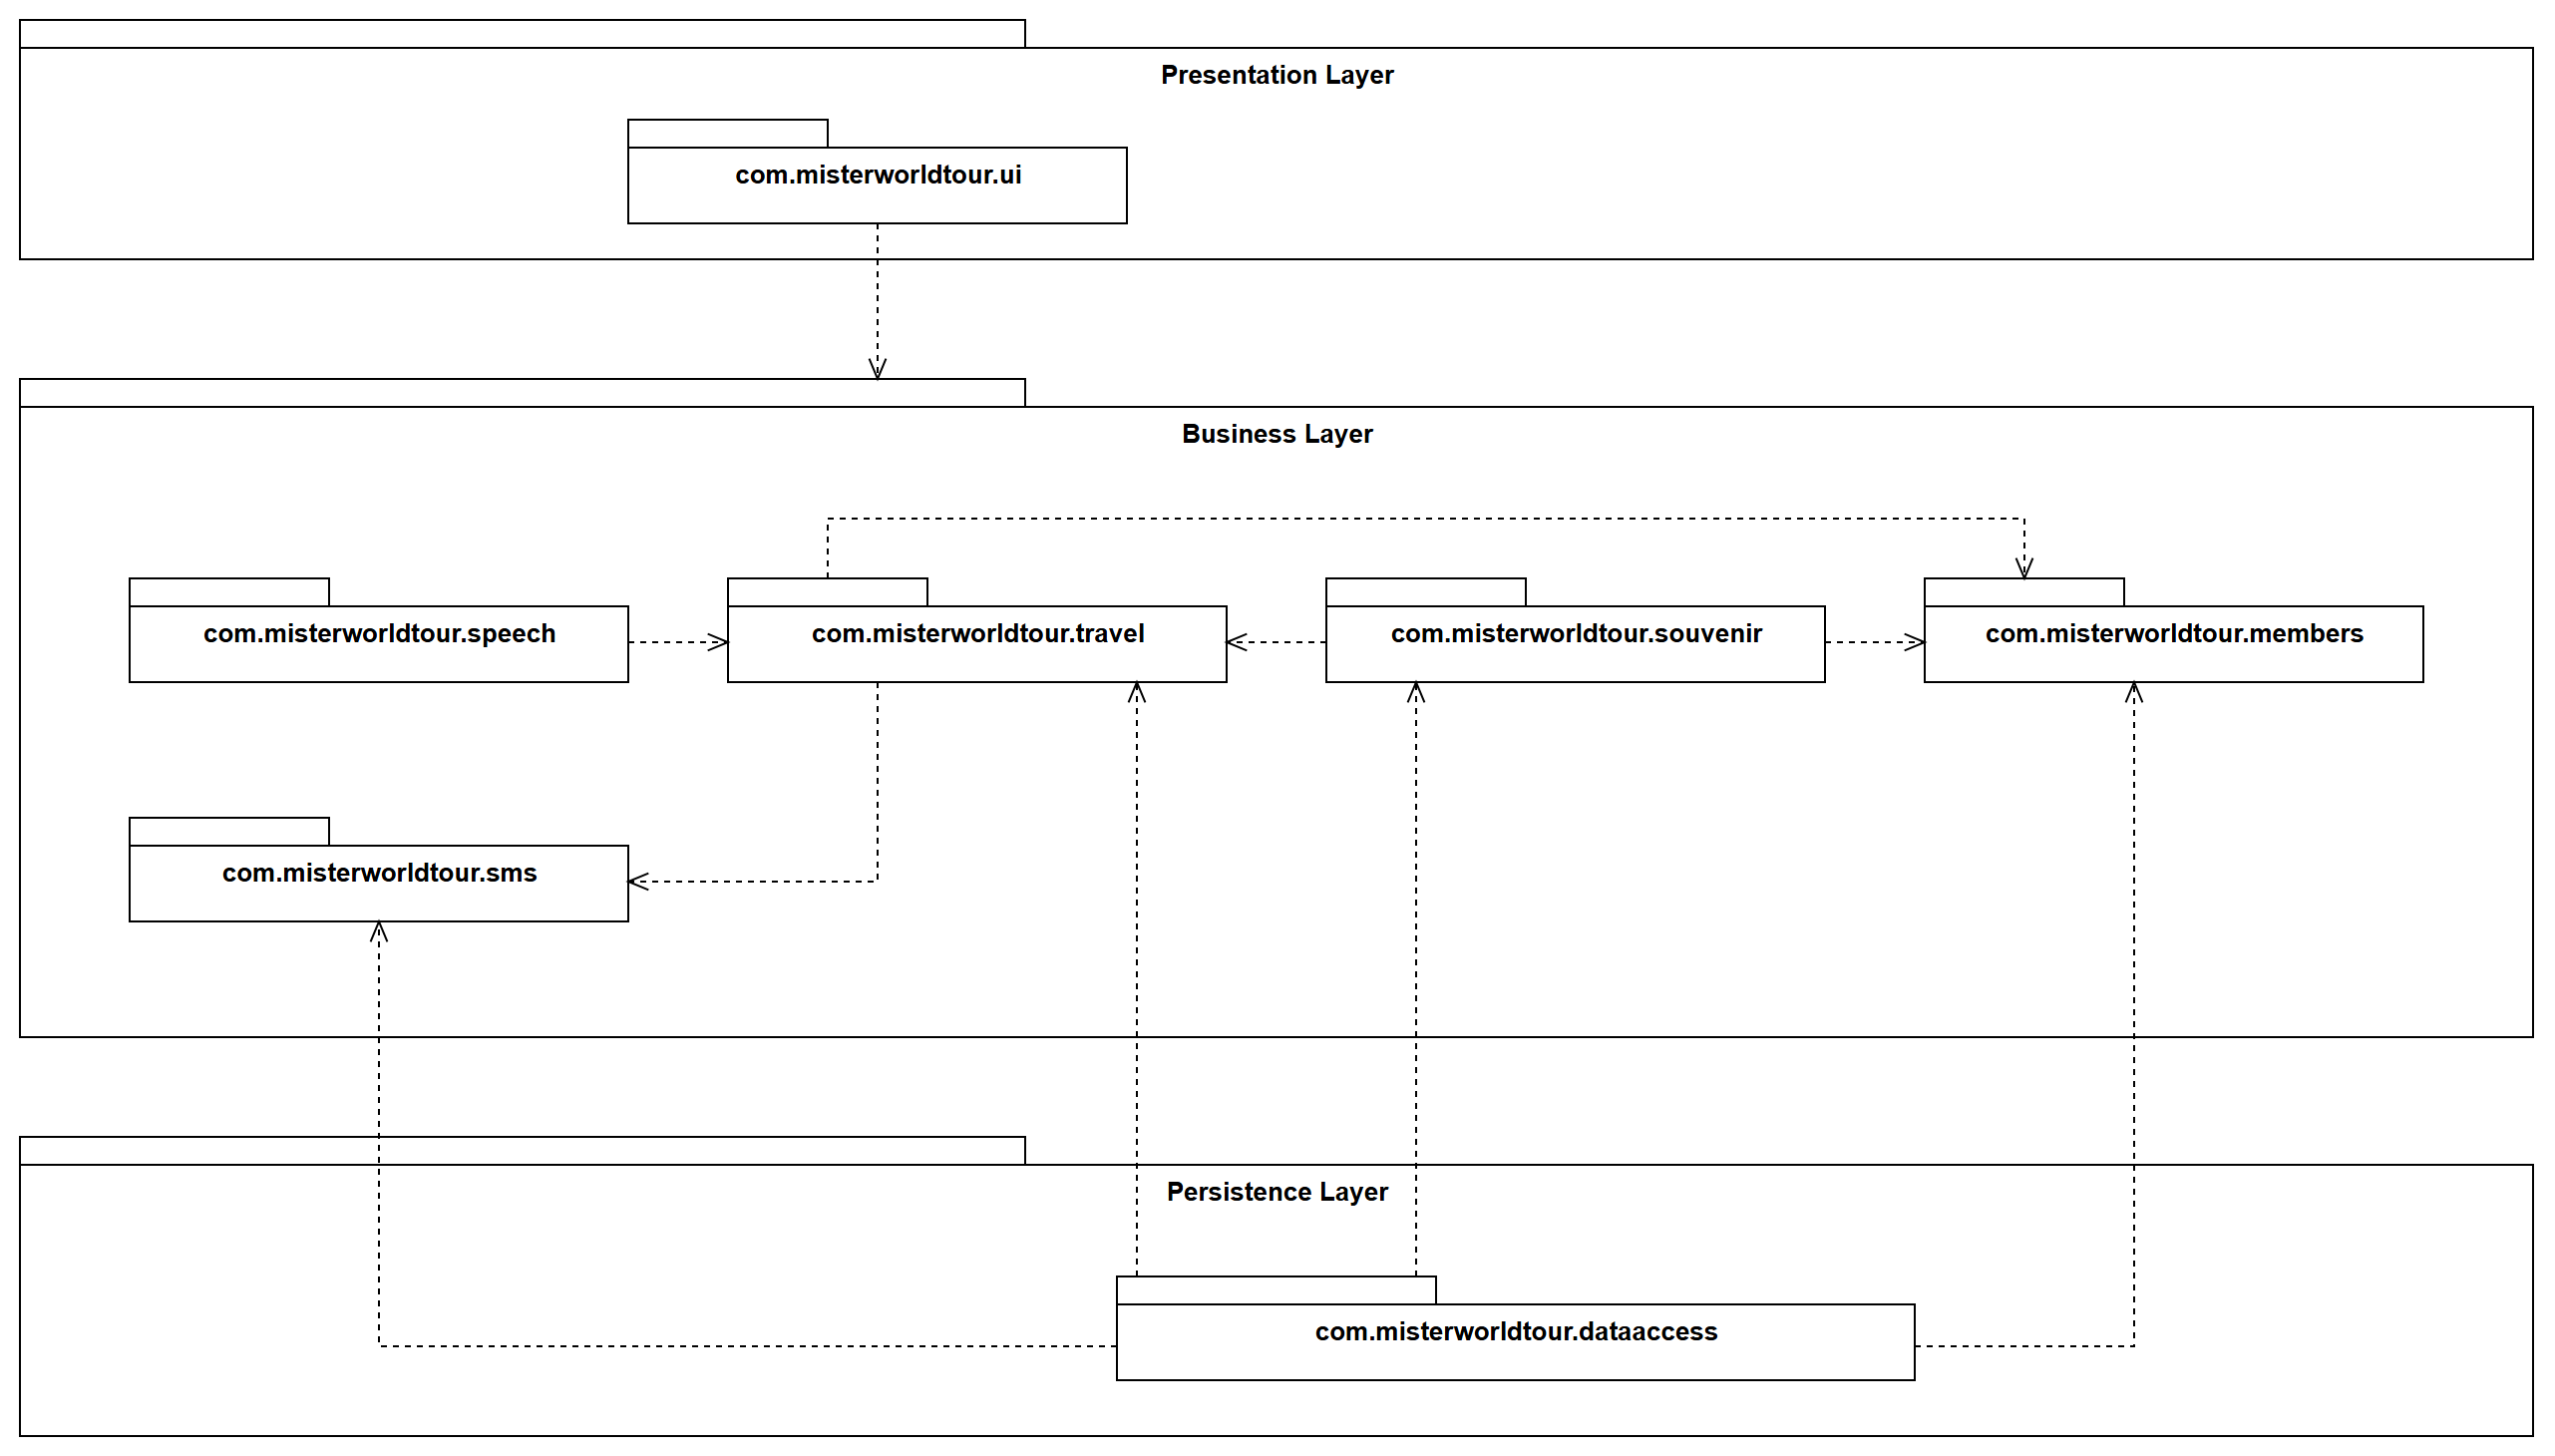 Presentation Layer
com.misterworldtour.ui
Business Layer
com.misterworldtour.speech
com.misterworldtour.travel
com.misterworldtour.souvenir
com.misterworldtour.members
com.misterworldtour.sms
Persistence Layer
com.misterworldtour.dataaccess